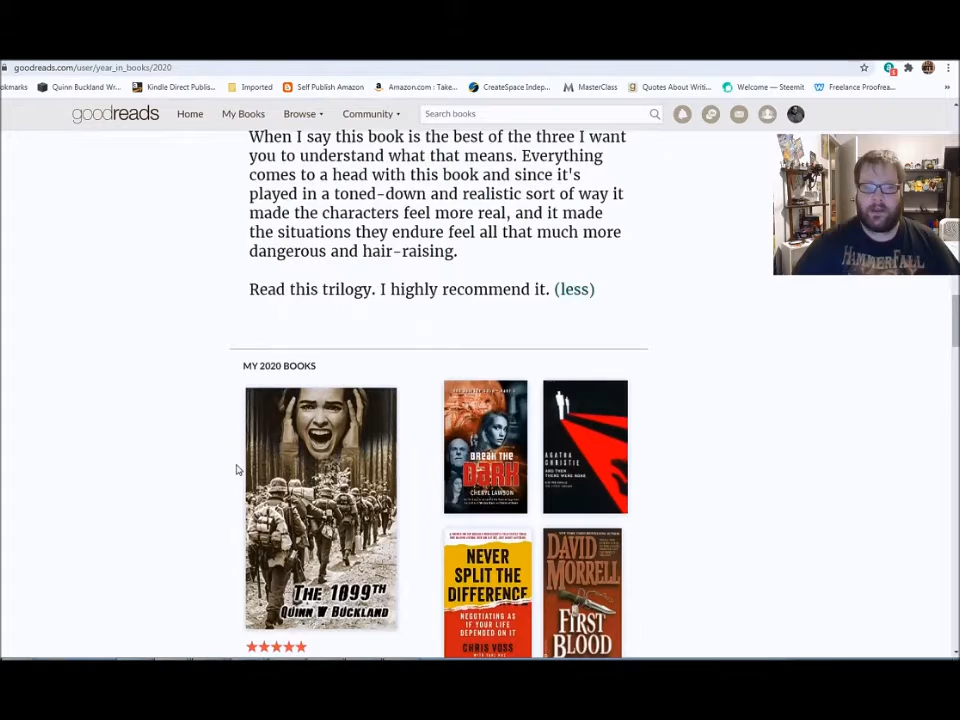 goodreads.com/user/year_in_books/2020
okmarks Quinn Buckland Wr... Kindle Direct Publis... Imported Self Publish Amazon Amazon.com : Take... CreateSpace Indep... MasterClass Quotes About Writi... Welcome — Steemit Freelance Proofrea...
goodreads Home My Books Browse Community Search books
When I say this book is the best of the three I want
you to understand what that means. Everything
comes to a head with this book and since it's
played in a toned-down and realistic sort of way it
made the characters feel more real, and it made
the situations they endure feel all that much more
dangerous and hair-raising.
Read this trilogy. I highly recommend it. (less)
HAMMERFALL
MY 2020 BOOKS
THE 1899TH
QUINN W BUCKLAND
BREAK THE
DARK
CHERYL LAWSON
AGATHA
CHRISTIE
AND THEN
THERE WERE NONE
NEVER
SPLIT THE
DIFFERENCE
NEGOTIATING AS
IF YOUR LIFE
DEPENDED ON IT
CHRIS VOSS
DAVID
MORRELL
FIRST
BLOOD